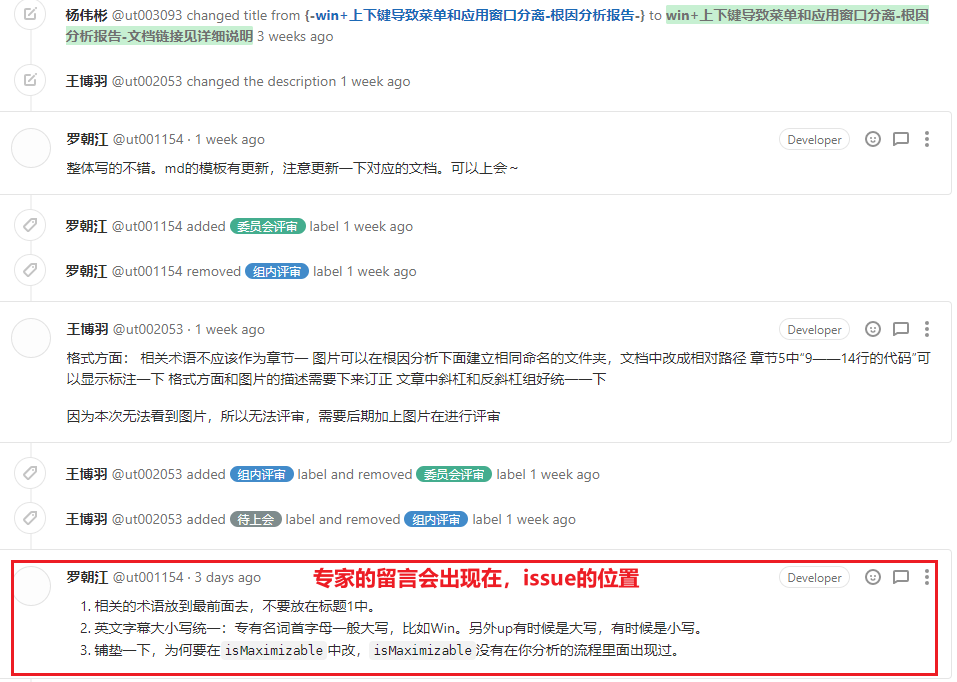 杨伟彬 @ut003093 changed title from {-win+上下键导致菜单和应用窗口分离-根因分析报告-} to win+上下键导致菜单和应用窗口分离-根因
分析报告-文档链接见详细说明 3 weeks ago
王博羽 @ut002053 changed the description 1 week ago
罗朝江 @ut001154 · 1 week ago Developer
整体写的不错。md的模板有更新，注意更新一下对应的文档。可以上会~
罗朝江 @ut001154 added 委员会评审 label 1 week ago
罗朝江 @ut001154 removed 组内评审 label 1 week ago
王博羽 @ut002053 · 1 week ago Developer
格式方面： 相关术语不应该作为章节一 图片可以在根因分析下面建立相同命名的文件夹，文档中改成相对路径 章节5中“9——14行的代码”可
以显示标注一下 格式方面和图片的描述需要下来订正 文章中斜杠和反斜杠组好统一一下
因为本次无法看到图片，所以无法评审，需要后期加上图片在进行评审
王博羽 @ut002053 added 组内评审 label and removed 委员会评审 label 1 week ago
王博羽 @ut002053 added 待上会 label and removed 组内评审 label 1 week ago
罗朝江 @ut001154 · 3 days ago 专家的留言会出现在，issue的位置 Developer
1. 相关的术语放到最前面去，不要放在标题1中。
2. 英文字幕大小写统一：专有名词首字母一般大写，比如Win。另外up有时候是大写，有时候是小写。
3. 铺垫一下，为何要在 isMaximizable 中改， isMaximizable 没有在你分析的流程里面出现过。